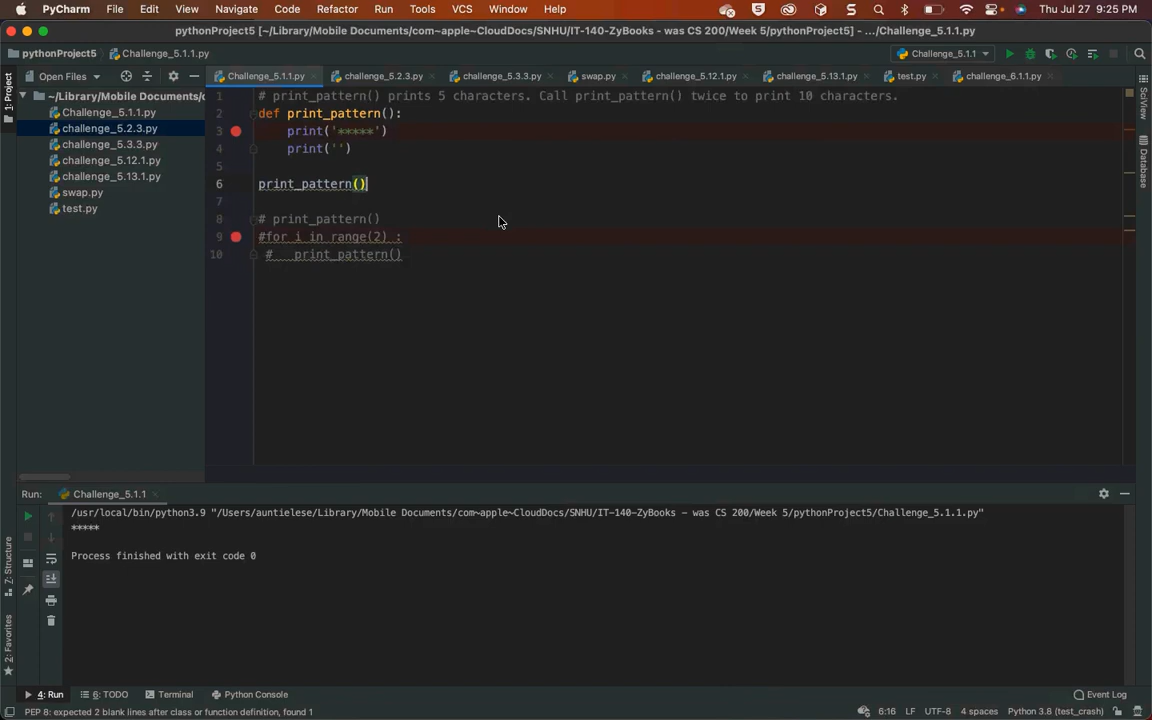 PyCharm File Edit View Navigate Code Refactor Run Tools VCS Window Help Thu Jul 27 9:25 PM
pythonProject5 [~/Library/Mobile Documents/com~apple~CloudDocs/SNHU/IT-140-ZyBooks - was CS 200/Week 5/pythonProject5] - .../Challenge_5.1.1.py
pythonProject5 Challenge_5.1.1.py Challenge_5.1.1
Open Files Challenge_5.1.1.py challenge_5.2.3.py challenge_5.3.3.py swap.py challenge_5.12.1.py challenge_5.13.1.py test.py challenge_6.1.1.py
1: Project
~/Library/Mobile Documents/c
Challenge_5.1.1.py
challenge_5.2.3.py
challenge_5.3.3.py
challenge_5.12.1.py
challenge_5.13.1.py
swap.py
test.py
1 # print_pattern() prints 5 characters. Call print_pattern() twice to print 10 characters.
2 def print_pattern():
3 print('*****')
4 print('')
5
6 print_pattern()
7
8 # print_pattern()
9 #for i in range(2) :
10 # print_pattern()
SciView
Database
Run: Challenge_5.1.1
/usr/local/bin/python3.9 "/Users/auntielese/Library/Mobile Documents/com~apple~CloudDocs/SNHU/IT-140-ZyBooks - was CS 200/Week 5/pythonProject5/Challenge_5.1.1.py"
*****
Process finished with exit code 0
Z: Structure
2: Favorites
4: Run 6: TODO Terminal Python Console Event Log
PEP 8: expected 2 blank lines after class or function definition, found 1 6:16 LF UTF-8 4 spaces Python 3.8 (test_crash)